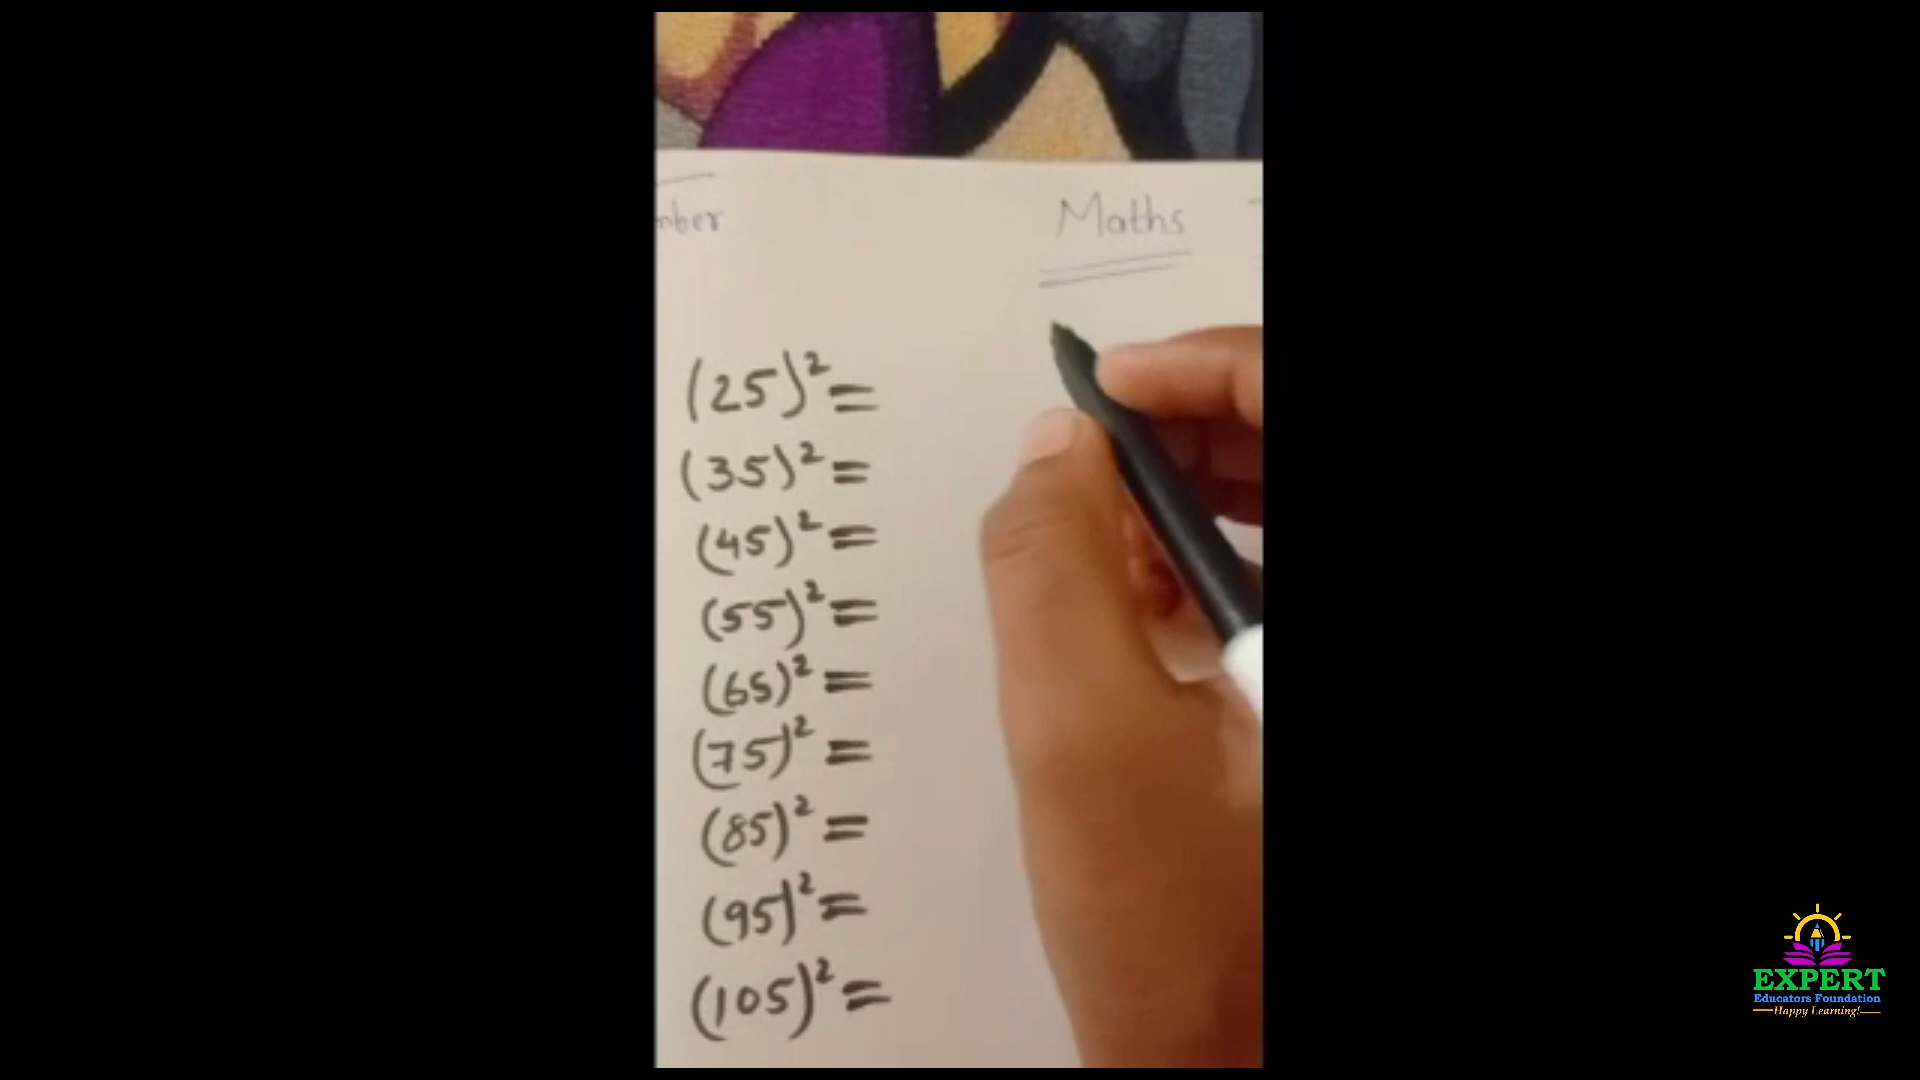 mber
Maths
(25)²=
(35)²=
(45)²=
(55)²=
(65)²=
(75)²=
(85)²=
(95)²=
(105)²=
EXPERT
Educators Foundation
Happy Learning!